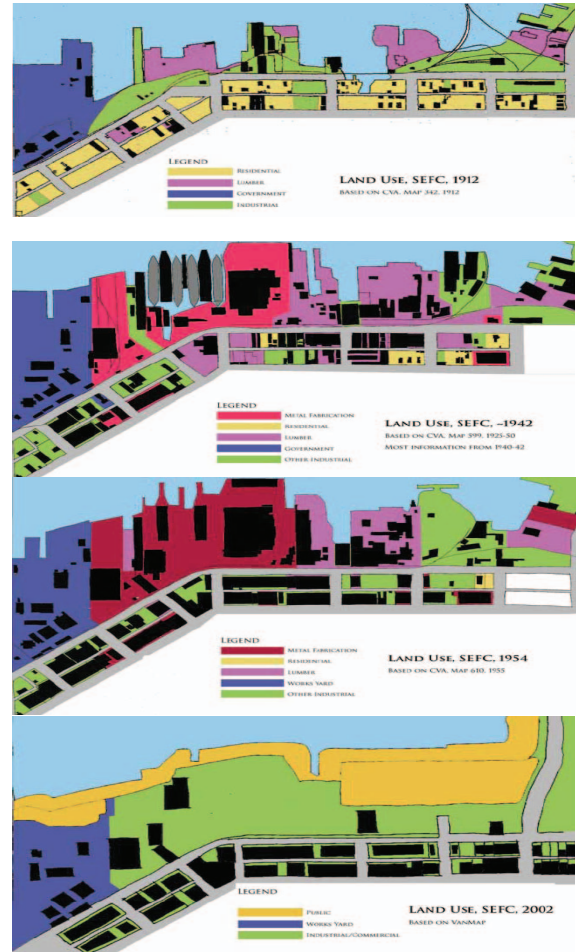 LEGEND
RESIDENTIAL
LUMBER
GOVERNMENT
INDUSTRIAL
LAND USE, SEFC, 1912
BASED ON CVA, MAP 342, 1912
LEGEND
METAL FABRICATION
RESIDENTIAL
LUMBER
GOVERNMENT
OTHER INDUSTRIAL
LAND USE, SEFC, ~1942
BASED ON CVA, MAP 599, 1925-50
MOST INFORMATION FROM 1940-42
LEGEND
METAL FABRICATION
RESIDENTIAL
LUMBER
WORKS YARD
OTHER INDUSTRIAL
LAND USE, SEFC, 1954
BASED ON CVA, MAP 610, 1955
LEGEND
PUBLIC
WORKS YARD
INDUSTRIAL/COMMERCIAL
LAND USE, SEFC, 2002
BASED ON VANMAP